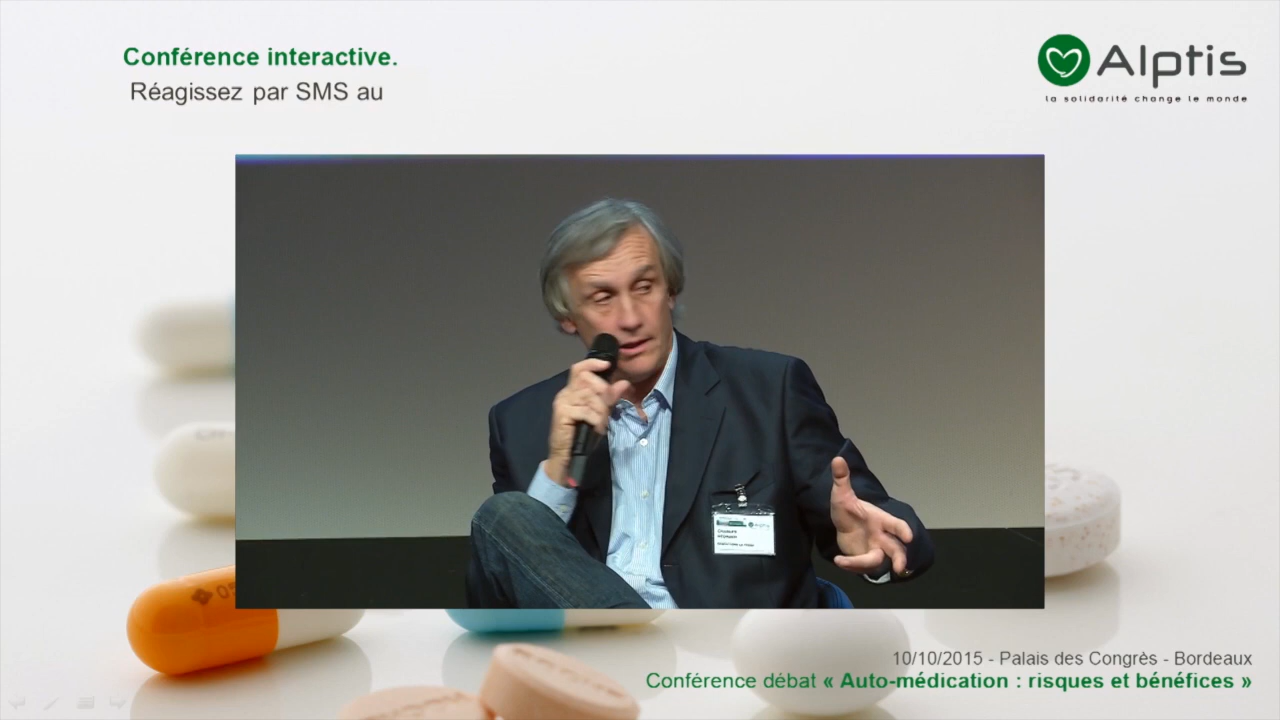 Conférence interactive.
Réagissez par SMS au
Alptis
la solidarité change le monde
Alptis
10/10/2015 - Palais des Congrès - Bordeaux
Conférence débat « Auto-médication : risques et bénéfices »